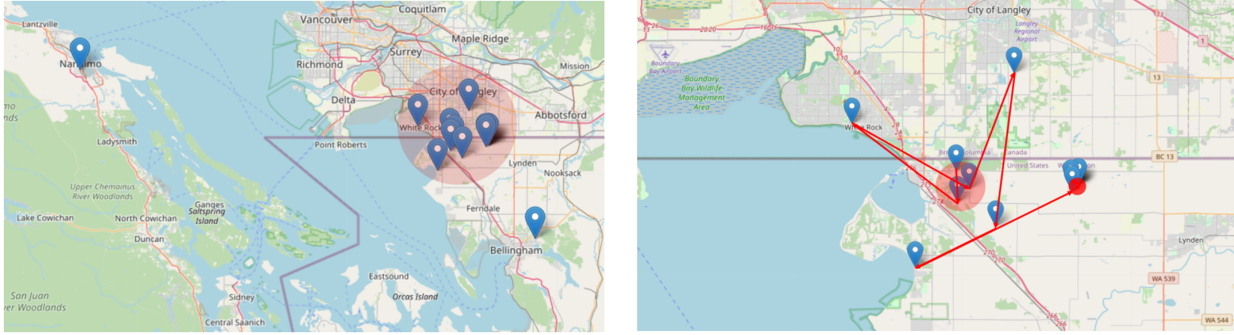 Lantzville
Nanaimo
Ladysmith
Upper Chemainus
River Woodlands
Lake Cowichan
North Cowichan
Duncan
Ganges
Saltspring
Island
San Juan
Sidney
Central Saanich
Vancouver
Coquitlam
Maple Ridge
Surrey
Richmond
Mission
City of Langley
Delta
White Rock
Abbotsford
Point Roberts
Lynden
Nooksack
Ferndale
Bellingham
Eastsound
Orcas Island
City of Langley
Langley
Regional
Airport
Boundary
Bay Airport
Boundary
Bay Wildlife
Management
Area
White Rock
Canada
United States
BC 13
13
1
Lynden
WA 539
WA 544